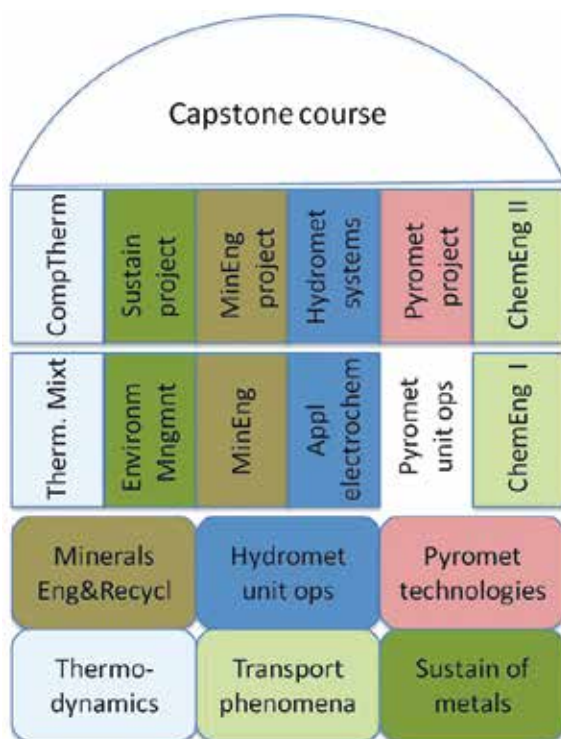 Capstone course
CompTherm
Sustain
project
MinEng
project
Hydromet
systems
Pyromet
project
ChemEng II
Therm. Mixt
Environm
Mngmnt
MinEng
Appl
electrochem
Pyromet
unit ops
ChemEng I
Minerals
Eng&Recycl
Hydromet
unit ops
Pyromet
technologies
Thermo-
dynamics
Transport
phenomena
Sustain of
metals